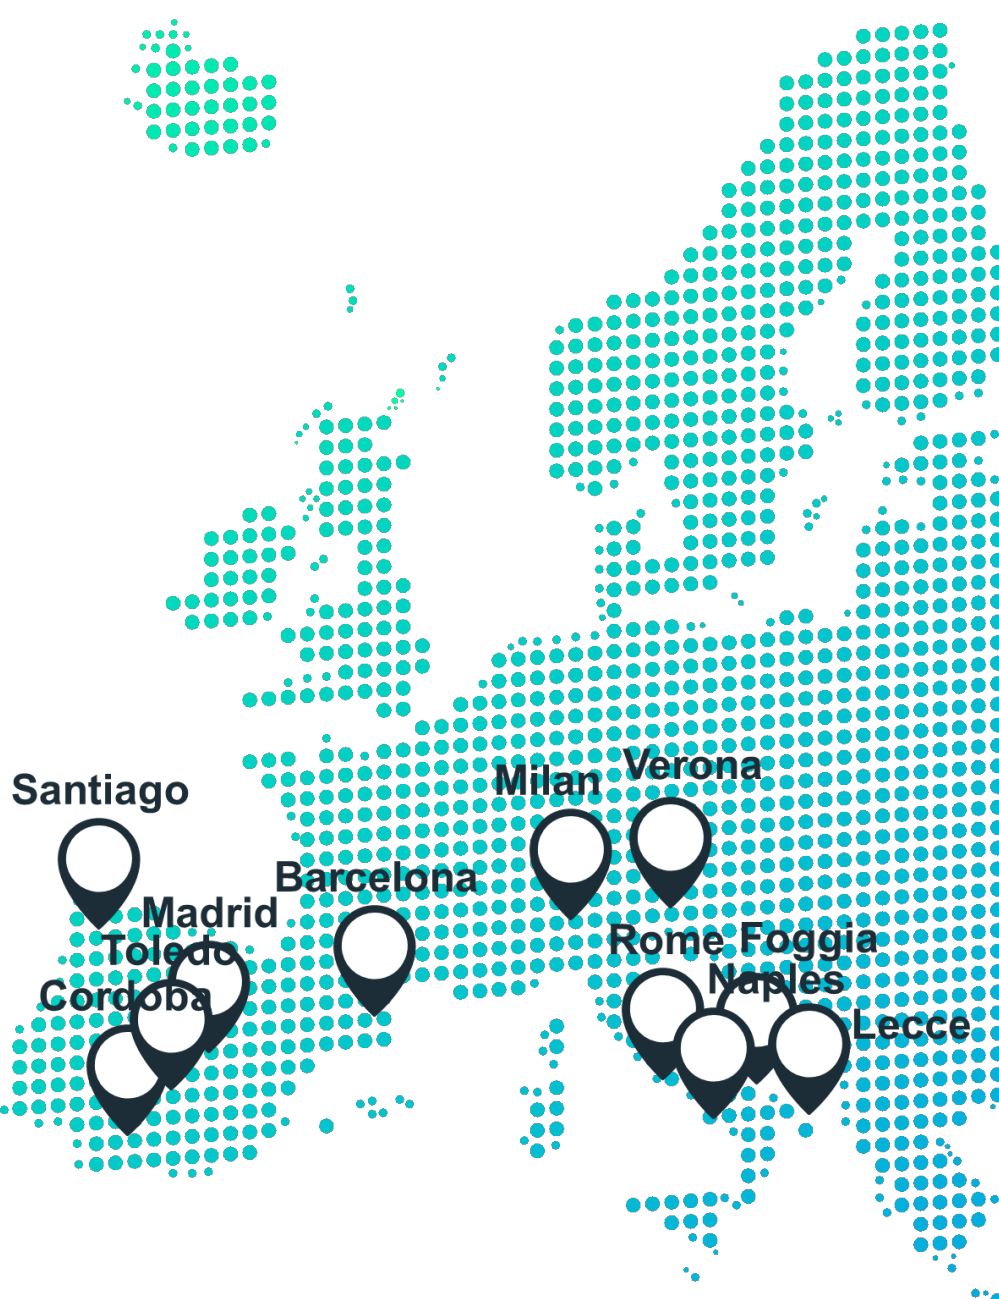 Verona
Milan
Santiago
Barcelona
Madrid
Rome
Foggia
Toledo
Naples
Cordoba
Lecce